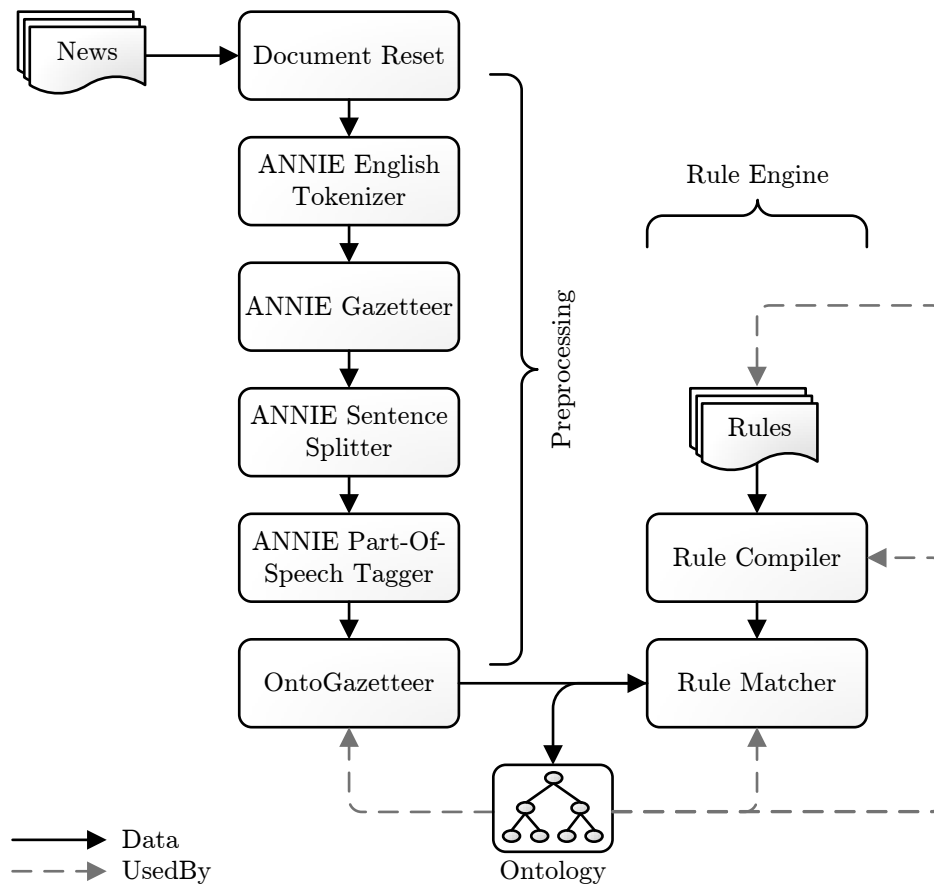 News
Document Reset
ANNIE English
Tokenizer
ANNIE Gazetteer
ANNIE Sentence
Splitter
ANNIE Part-Of-
Speech Tagger
OntoGazetteer
Preprocessing
Rule Engine
Rules
Rule Compiler
Rule Matcher
Ontology
Data
UsedBy